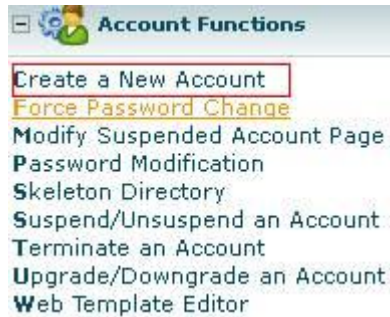 Account Functions
Create a New Account
Force Password Change
Modify Suspended Account Page
Password Modification
Skeleton Directory
Suspend/Unsuspend an Account
Terminate an Account
Upgrade/Downgrade an Account
Web Template Editor